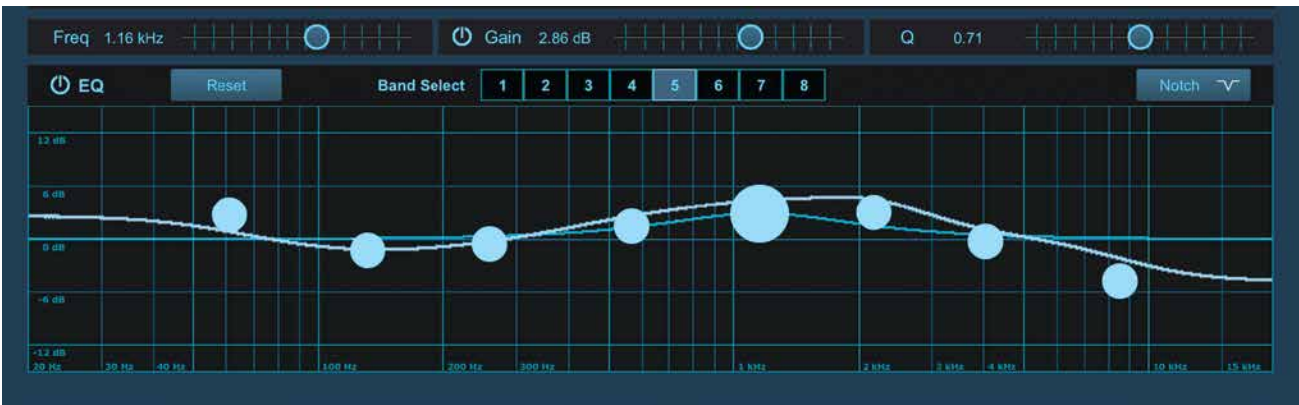 Freq 1.16 kHz Gain 2.86 dB Q 0.71
EQ Reset Band Select 1 2 3 4 5 6 7 8 Notch
12 dB
6 dB
0 dB
-6 dB
-12 dB
20 Hz 30 Hz 40 Hz 100 Hz 200 Hz 300 Hz 1 kHz 2 kHz 3 kHz 4 kHz 10 kHz 15 kHz